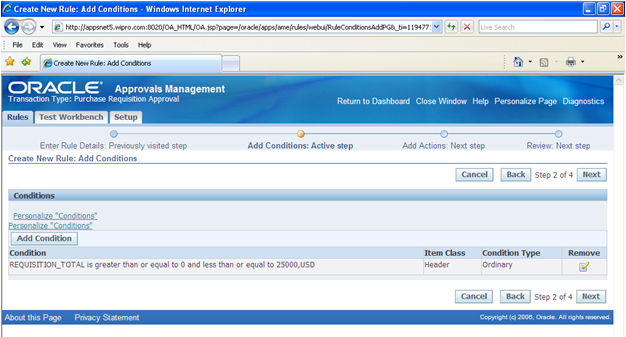 Create New Rule: Add Conditions - Windows Internet Explorer
http://appsnet5.wipro.com:8020/OA_HTML/OA.jsp?page=/oracle/apps/ame/rules/webui/RuleConditionsAddPG&_ti=119477
Live Search
File Edit View Favorites Tools Help
Create New Rule: Add Conditions
ORACLE Approvals Management
Transaction Type: Purchase Requisition Approval
Return to Dashboard Close Window Help Personalize Page Diagnostics
Rules Test Workbench Setup
Enter Rule Details: Previously visited step Add Conditions: Active step Add Actions: Next step Review: Next step
Create New Rule: Add Conditions
Cancel Back Step 2 of 4 Next
Conditions
Personalize "Conditions"
Personalize "Conditions"
Add Condition
Condition Item Class Condition Type Remove
REQUISITION_TOTAL is greater than or equal to 0 and less than or equal to 25000,USD Header Ordinary
Cancel Back Step 2 of 4 Next
About this Page Privacy Statement Copyright (c) 2006, Oracle. All rights reserved.